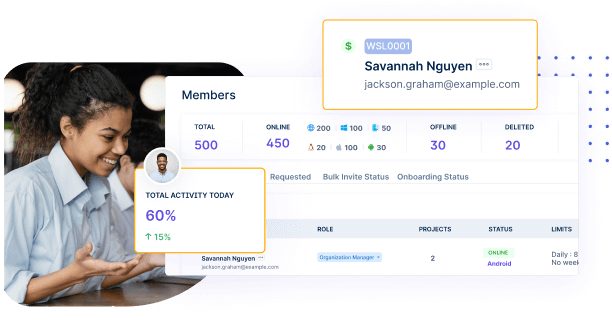 WSL0001
Savannah Nguyen
jackson.graham@example.com
Members
TOTAL
500
ONLINE
450
200 100 50
20 100 30
OFFLINE
30
DELETED
20
Requested Bulk Invite Status Onboarding Status
TOTAL ACTIVITY TODAY
60%
↑ 15%
ROLE PROJECTS STATUS LIMITS
Savannah Nguyen
jackson.graham@example.com
Organization Manager
2
ONLINE
Android
Daily : 8
No week